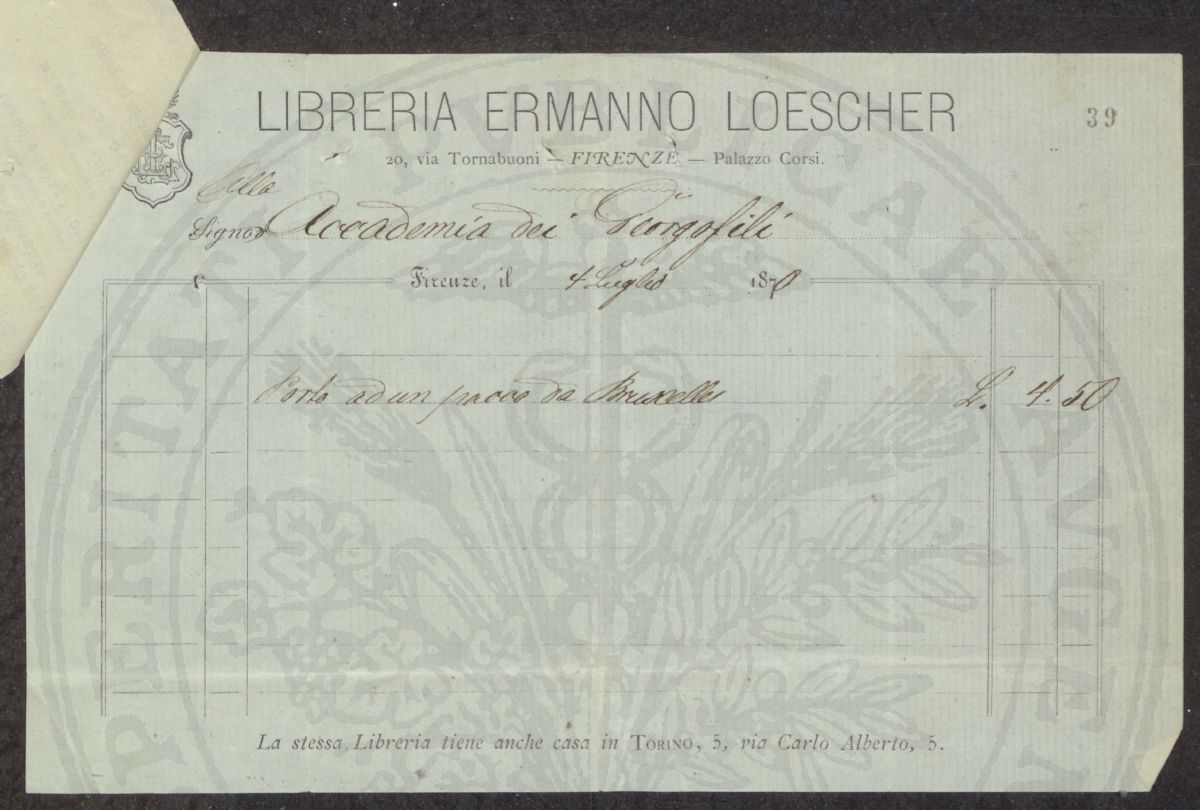 LIBRERIA ERMANNO LOESCHER
39
20, via Tornabuoni — FIRENZE — Palazzo Corsi.
Alla
Signor Accademia dei Georgofili
Firenze, il 4 Luglio 1870
Porto ad un pacco da Bruxelles L. 4. 50
La stessa Libreria tiene anche casa in TORINO, 5, via Carlo Alberto, 5.